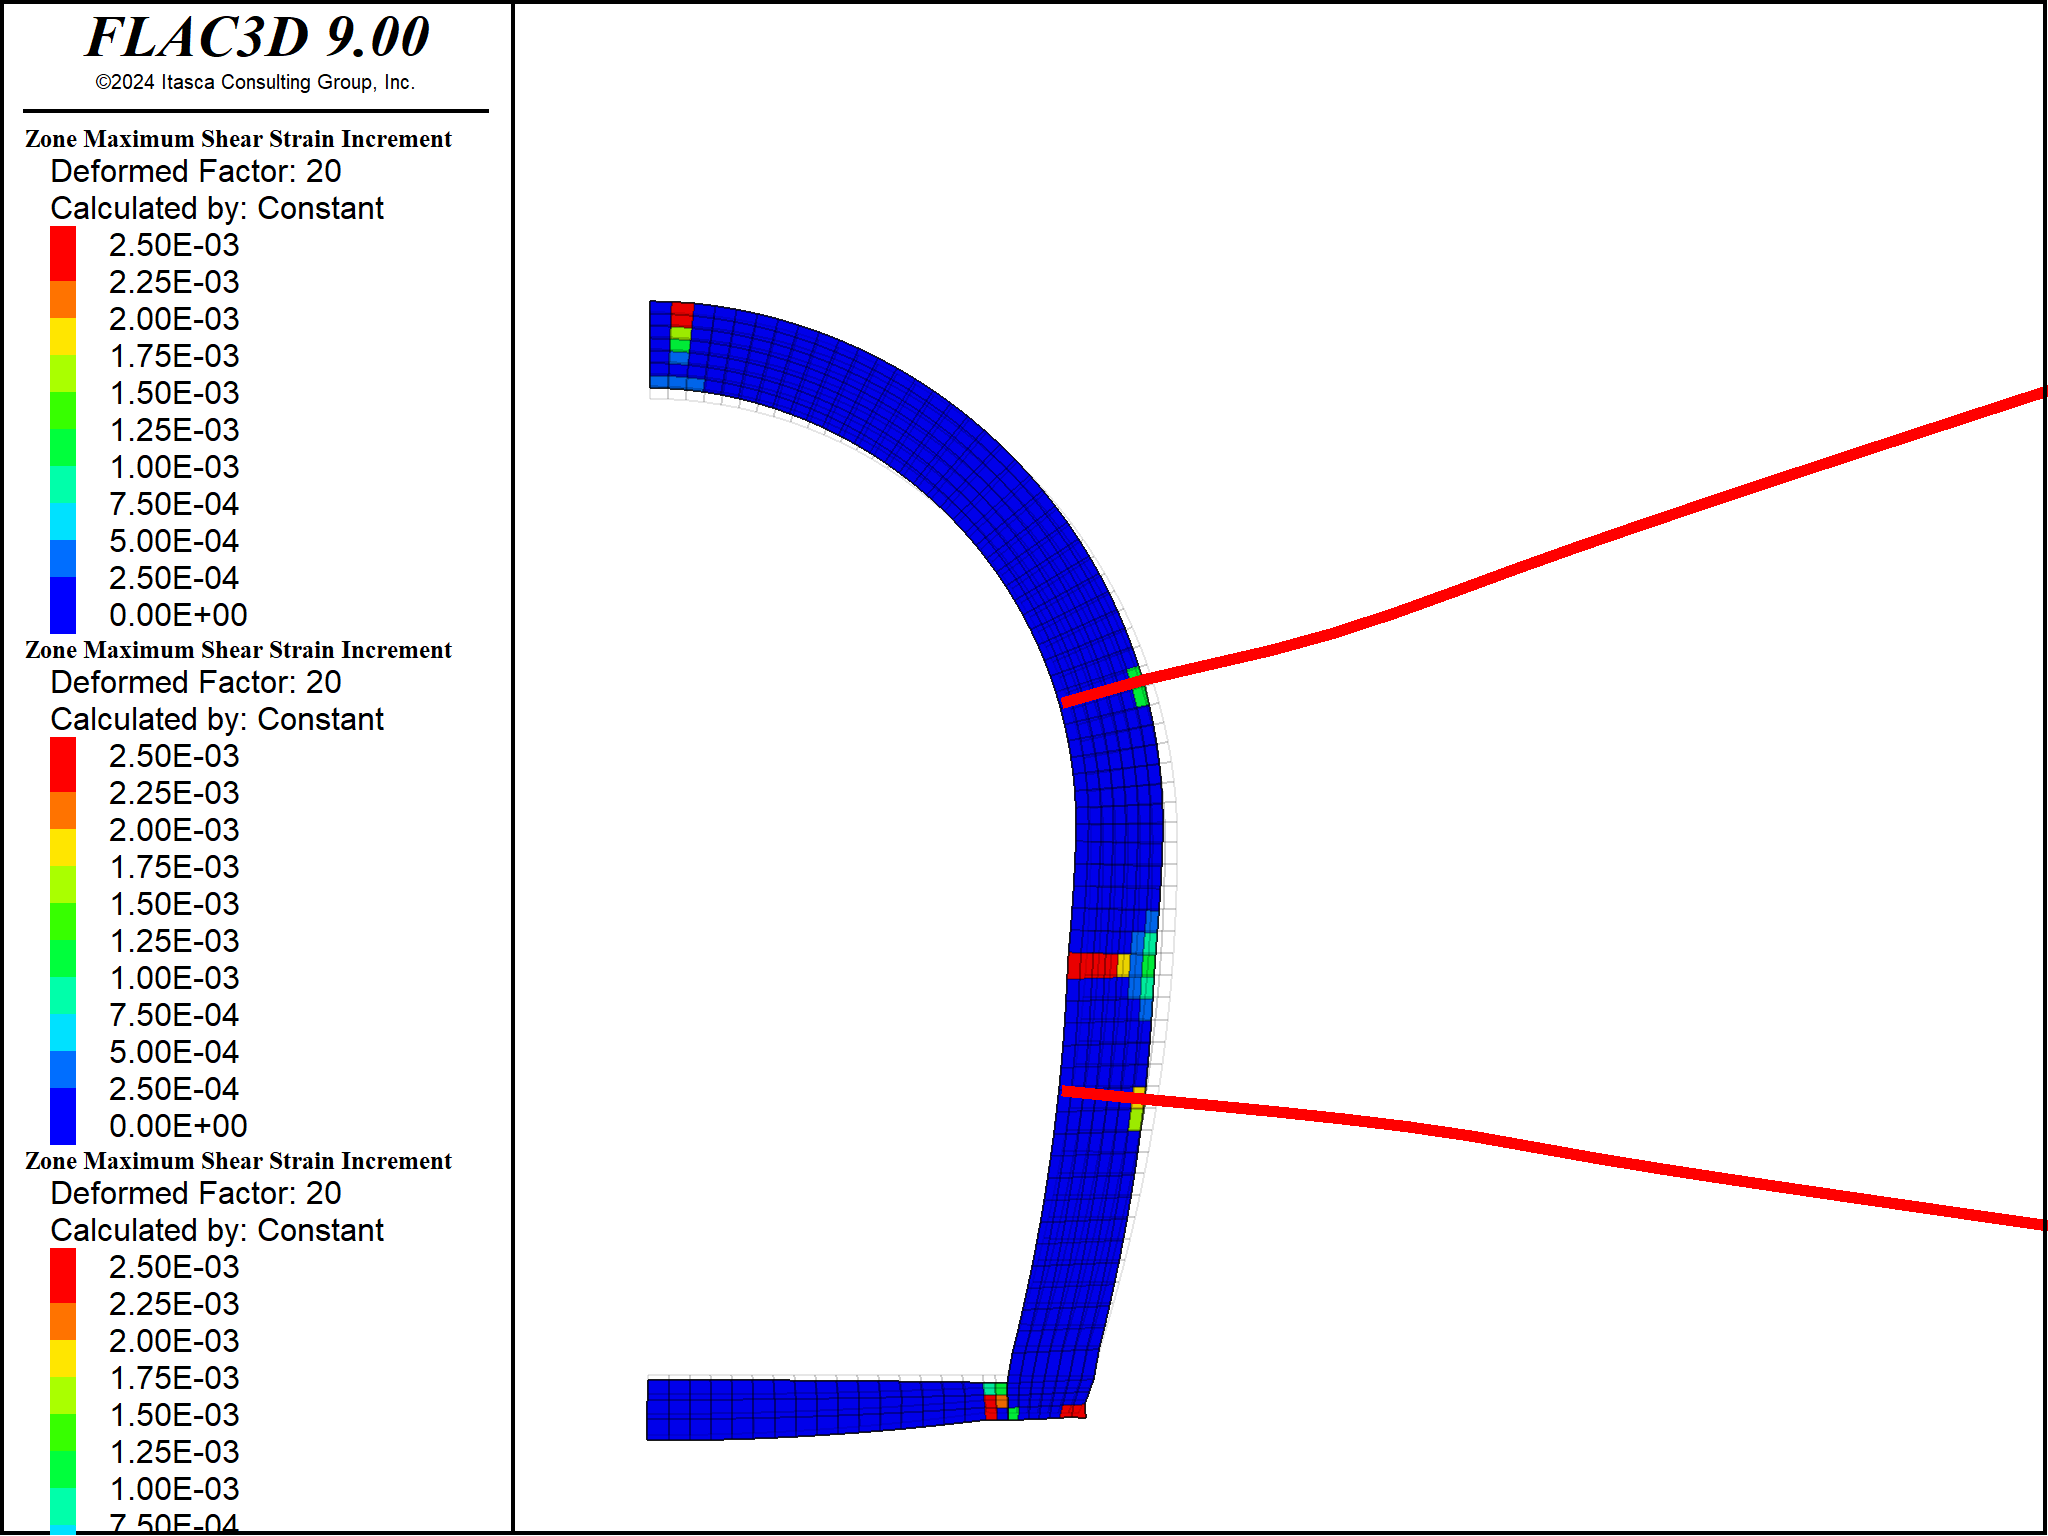 FLAC3D 9.00
©2024 Itasca Consulting Group, Inc.
Zone Maximum Shear Strain Increment
Deformed Factor: 20
Calculated by: Constant
2.50E-03
2.25E-03
2.00E-03
1.75E-03
1.50E-03
1.25E-03
1.00E-03
7.50E-04
5.00E-04
2.50E-04
0.00E+00
Zone Maximum Shear Strain Increment
Deformed Factor: 20
Calculated by: Constant
2.50E-03
2.25E-03
2.00E-03
1.75E-03
1.50E-03
1.25E-03
1.00E-03
7.50E-04
5.00E-04
2.50E-04
0.00E+00
Zone Maximum Shear Strain Increment
Deformed Factor: 20
Calculated by: Constant
2.50E-03
2.25E-03
2.00E-03
1.75E-03
1.50E-03
1.25E-03
1.00E-03
7.50E-04